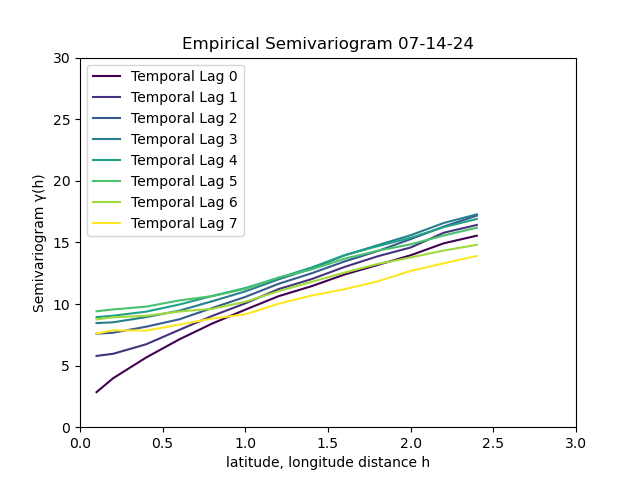 Empirical Semivariogram 07-14-24
30
25
20
15
10
5
0
Semivariogram γ(h)
Temporal Lag 0
Temporal Lag 1
Temporal Lag 2
Temporal Lag 3
Temporal Lag 4
Temporal Lag 5
Temporal Lag 6
Temporal Lag 7
0.0 0.5 1.0 1.5 2.0 2.5 3.0
latitude, longitude distance h